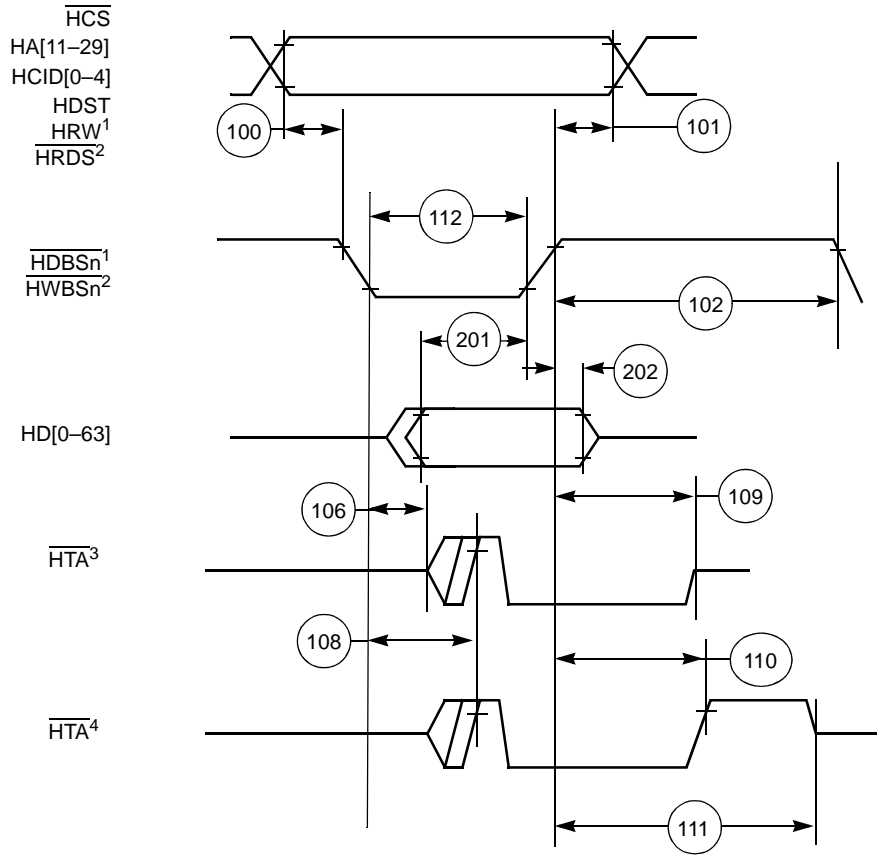 HCS
HA[11–29]
HCID[0–4]
HDST
HRW1
HRDS2
100
101
112
HDBSn1
HWBSn2
102
201
202
HD[0–63]
106
109
HTA3
108
110
HTA4
111